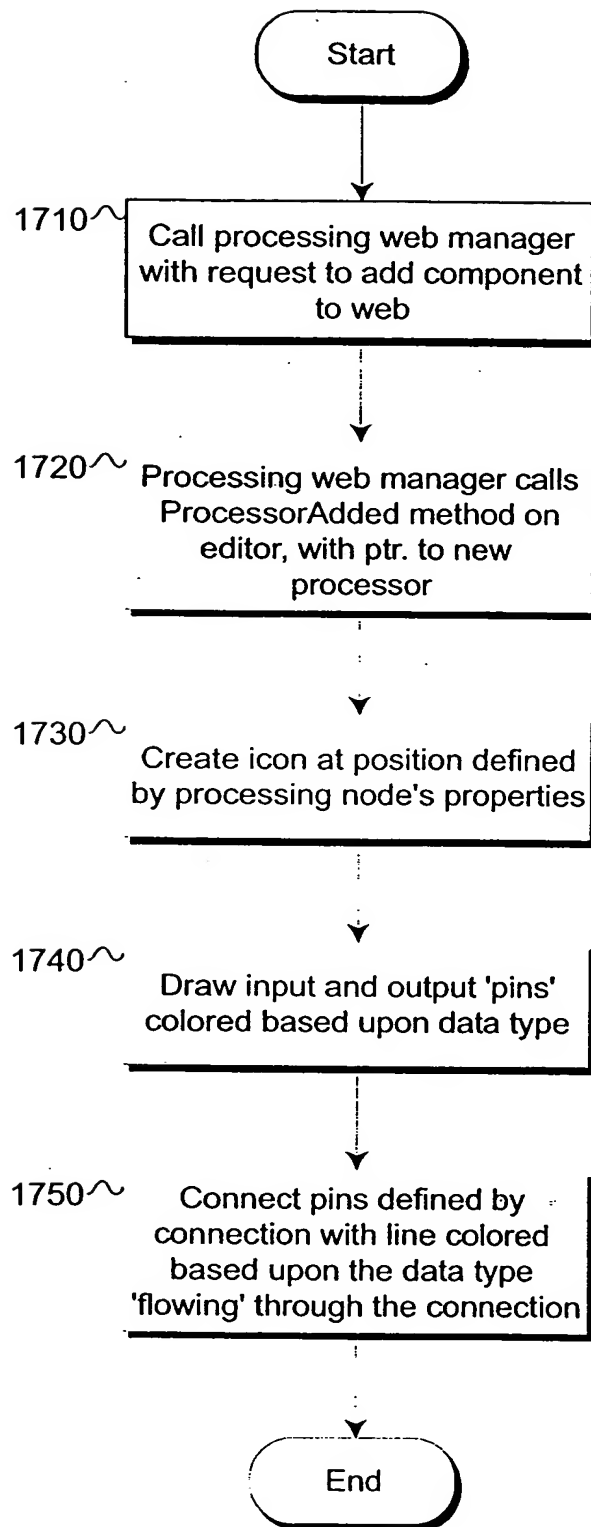 Start
1710
Call processing web manager
with request to add component
to web
1720
Processing web manager calls
ProcessorAdded method on
editor, with ptr. to new
processor
1730
Create icon at position defined
by processing node's properties
1740
Draw input and output 'pins'
colored based upon data type
1750
Connect pins defined by
connection with line colored
based upon the data type
'flowing' through the connection
End